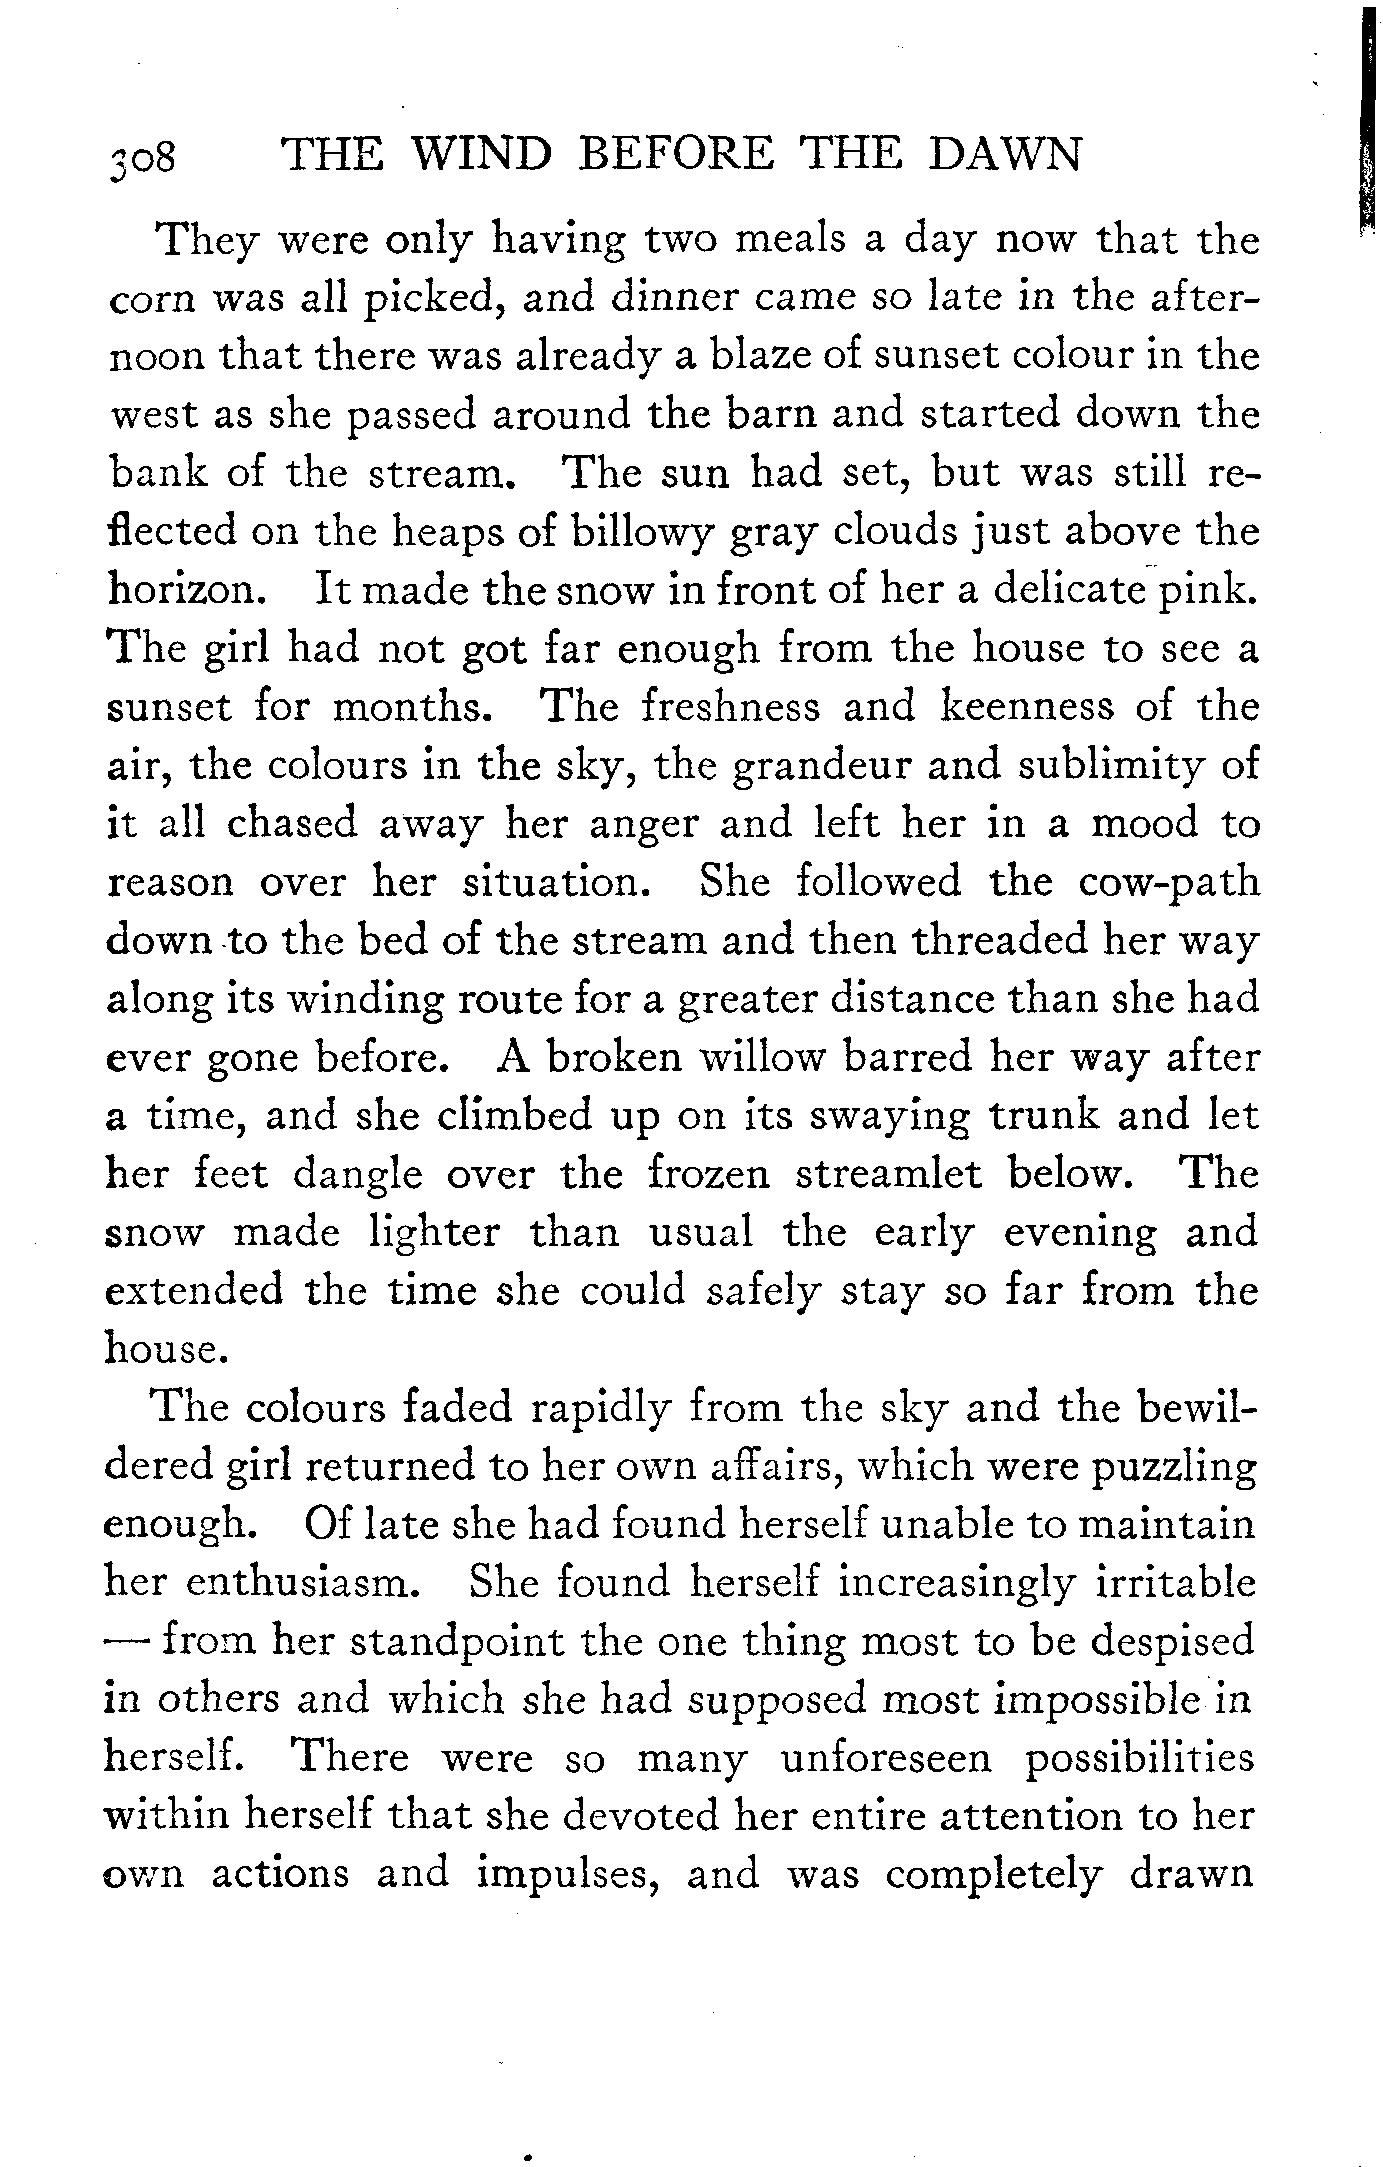 308 THE WIND BEFORE THE DAWN
They were only having two meals a day now that the
corn was all picked, and dinner came so late in the after-
noon that there was already a blaze of sunset colour in the
west as she passed around the barn and started down the
bank of the stream. The sun had set, but was still re-
flected on the heaps of billowy gray clouds just above the
horizon. It made the snow in front of her a delicate pink.
The girl had not got far enough from the house to see a
sunset for months. The freshness and keenness of the
air, the colours in the sky, the grandeur and sublimity of
it all chased away her anger and left her in a mood to
reason over her situation. She followed the cow-path
down to the bed of the stream and then threaded her way
along its winding route for a greater distance than she had
ever gone before. A broken willow barred her way after
a time, and she climbed up on its swaying trunk and let
her feet dangle over the frozen streamlet below. The
snow made lighter than usual the early evening and
extended the time she could safely stay so far from the
house.
The colours faded rapidly from the sky and the bewil-
dered girl returned to her own affairs, which were puzzling
enough. Of late she had found herself unable to maintain
her enthusiasm. She found herself increasingly irritable
— from her standpoint the one thing most to be despised
in others and which she had supposed most impossible in
herself. There were so many unforeseen possibilities
within herself that she devoted her entire attention to her
own actions and impulses, and was completely drawn